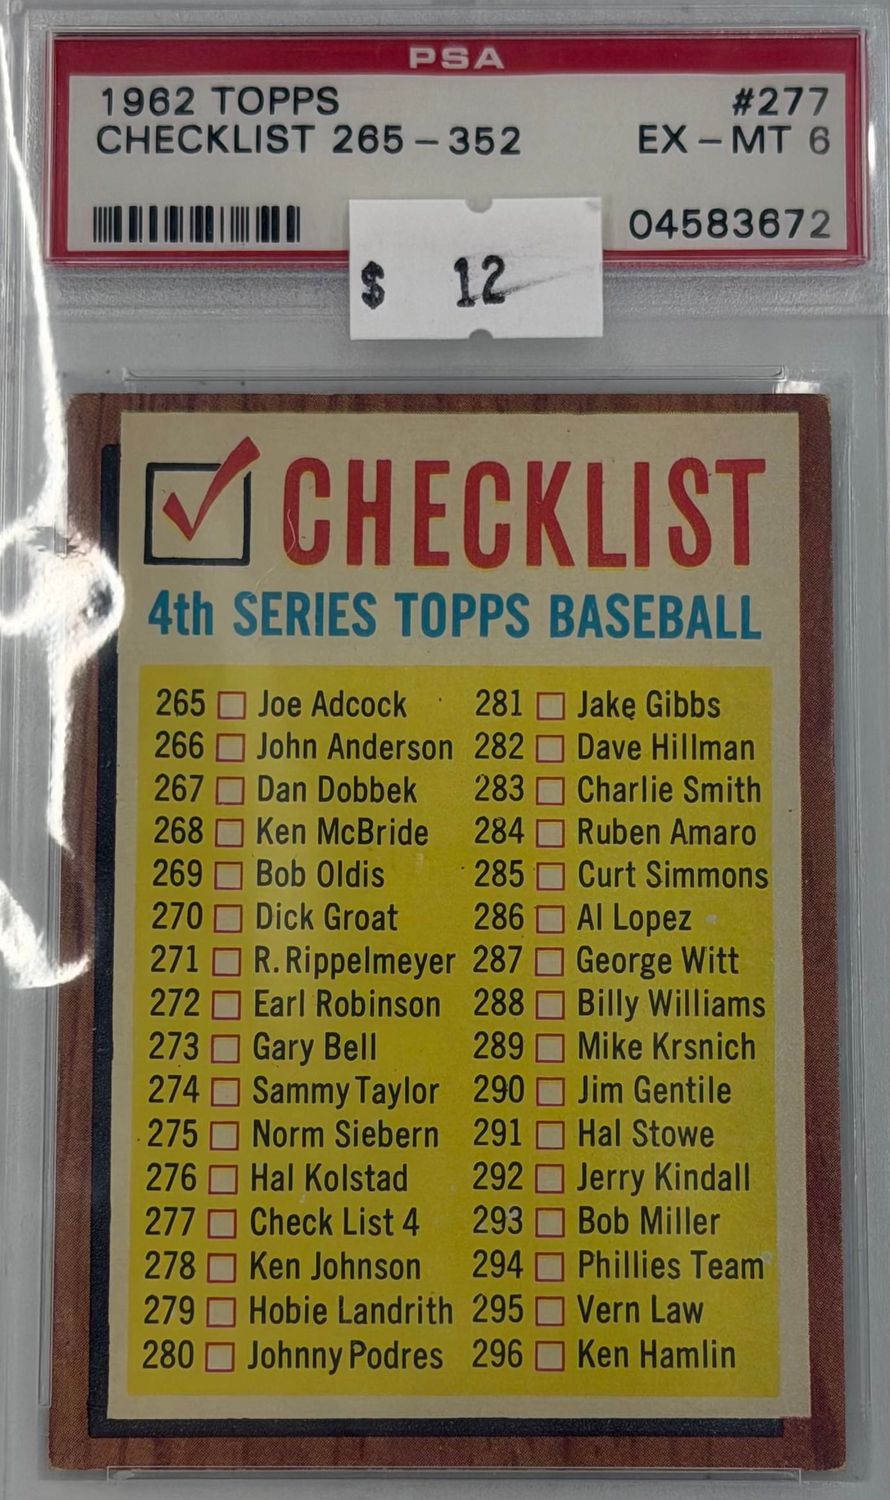 PSA
1962 TOPPS #277
CHECKLIST 265-352 EX-MT 6
04583672
$ 12
CHECKLIST
4th SERIES TOPPS BASEBALL
265 Joe Adcock
266 John Anderson
267 Dan Dobbek
268 Ken McBride
269 Bob Oldis
270 Dick Groat
271 R. Rippelmeyer
272 Earl Robinson
273 Gary Bell
274 Sammy Taylor
275 Norm Siebern
276 Hal Kolstad
277 Check List 4
278 Ken Johnson
279 Hobie Landrith
280 Johnny Podres
281 Jake Gibbs
282 Dave Hillman
283 Charlie Smith
284 Ruben Amaro
285 Curt Simmons
286 Al Lopez
287 George Witt
288 Billy Williams
289 Mike Krsnich
290 Jim Gentile
291 Hal Stowe
292 Jerry Kindall
293 Bob Miller
294 Phillies Team
295 Vern Law
296 Ken Hamlin